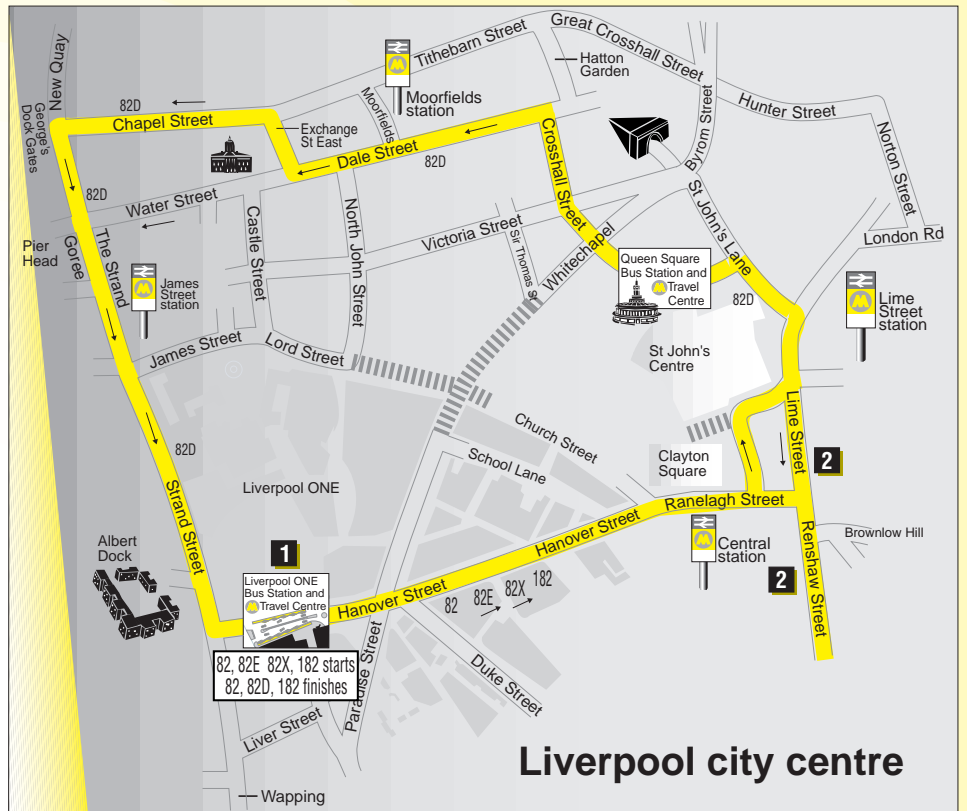 Great Crosshall Street
Tithebarn Street
Hatton
Garden
New Quay
George's
Dock Gates
82D
Chapel Street
Moorfields
station
Moorfields
Exchange
St East
Dale Street
82D
Hunter Street
Byrom Street
Norton Street
Crosshall Street
82D
Water Street
Castle Street
North John Street
Victoria Street
Sir Thomas St
Whitechapel
St John's Lane
London Rd
Pier
Head
Goree
The Strand
James
Street
station
Queen Square
Bus Station and
Travel
Centre
82D
Lime
Street
station
James Street
Lord Street
St John's
Centre
Lime Street
Church Street
School Lane
Clayton
Square
2
82D
Strand Street
Liverpool ONE
Ranelagh Street
Hanover Street
Central
station
Brownlow Hill
Renshaw Street
2
Albert
Dock
1
Liverpool ONE
Bus Station and
Travel Centre
Hanover Street
82 82E 82X 182
82, 82E 82X, 182 starts
82, 82D, 182 finishes
Paradise Street
Duke Street
Liver Street
Liverpool city centre
Wapping